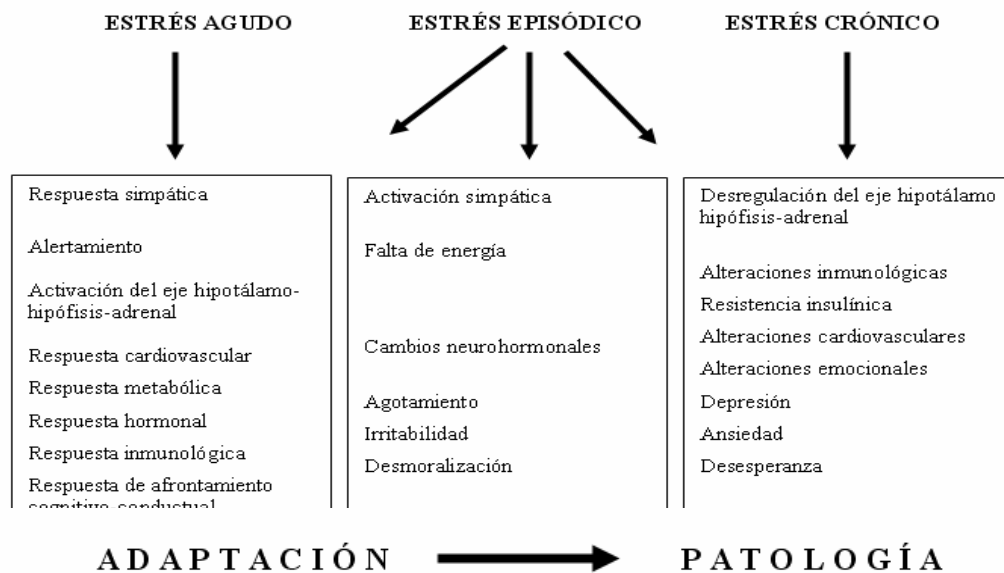 ESTRÉS AGUDO
ESTRÉS EPISÓDICO
ESTRÉS CRÓNICO
Respuesta simpática
Alertamiento
Activación del eje hipotálamo-
hipófisis-adrenal
Respuesta cardiovascular
Respuesta metabólica
Respuesta hormonal
Respuesta inmunológica
Respuesta de afrontamiento
cognitivo-conductual
Activación simpática
Falta de energía
Cambios neurohormonales
Agotamiento
Irritabilidad
Desmoralización
Desregulación del eje hipotálamo
hipófisis-adrenal
Alteraciones inmunológicas
Resistencia insulínica
Alteraciones cardiovasculares
Alteraciones emocionales
Depresión
Ansiedad
Desesperanza
ADAPTACIÓN
PATOLOGÍA